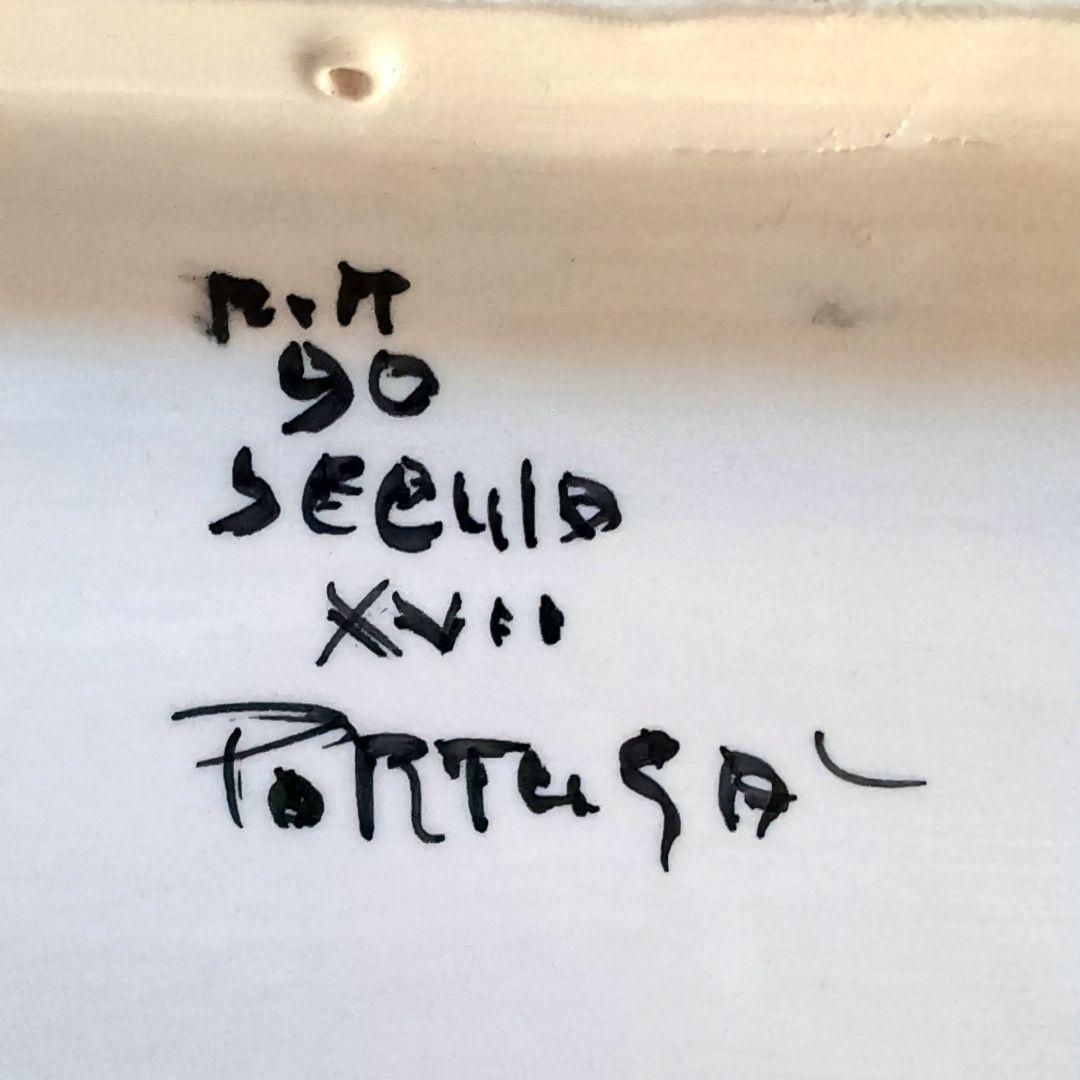 90
SECULO
XVII
PORTUGAL